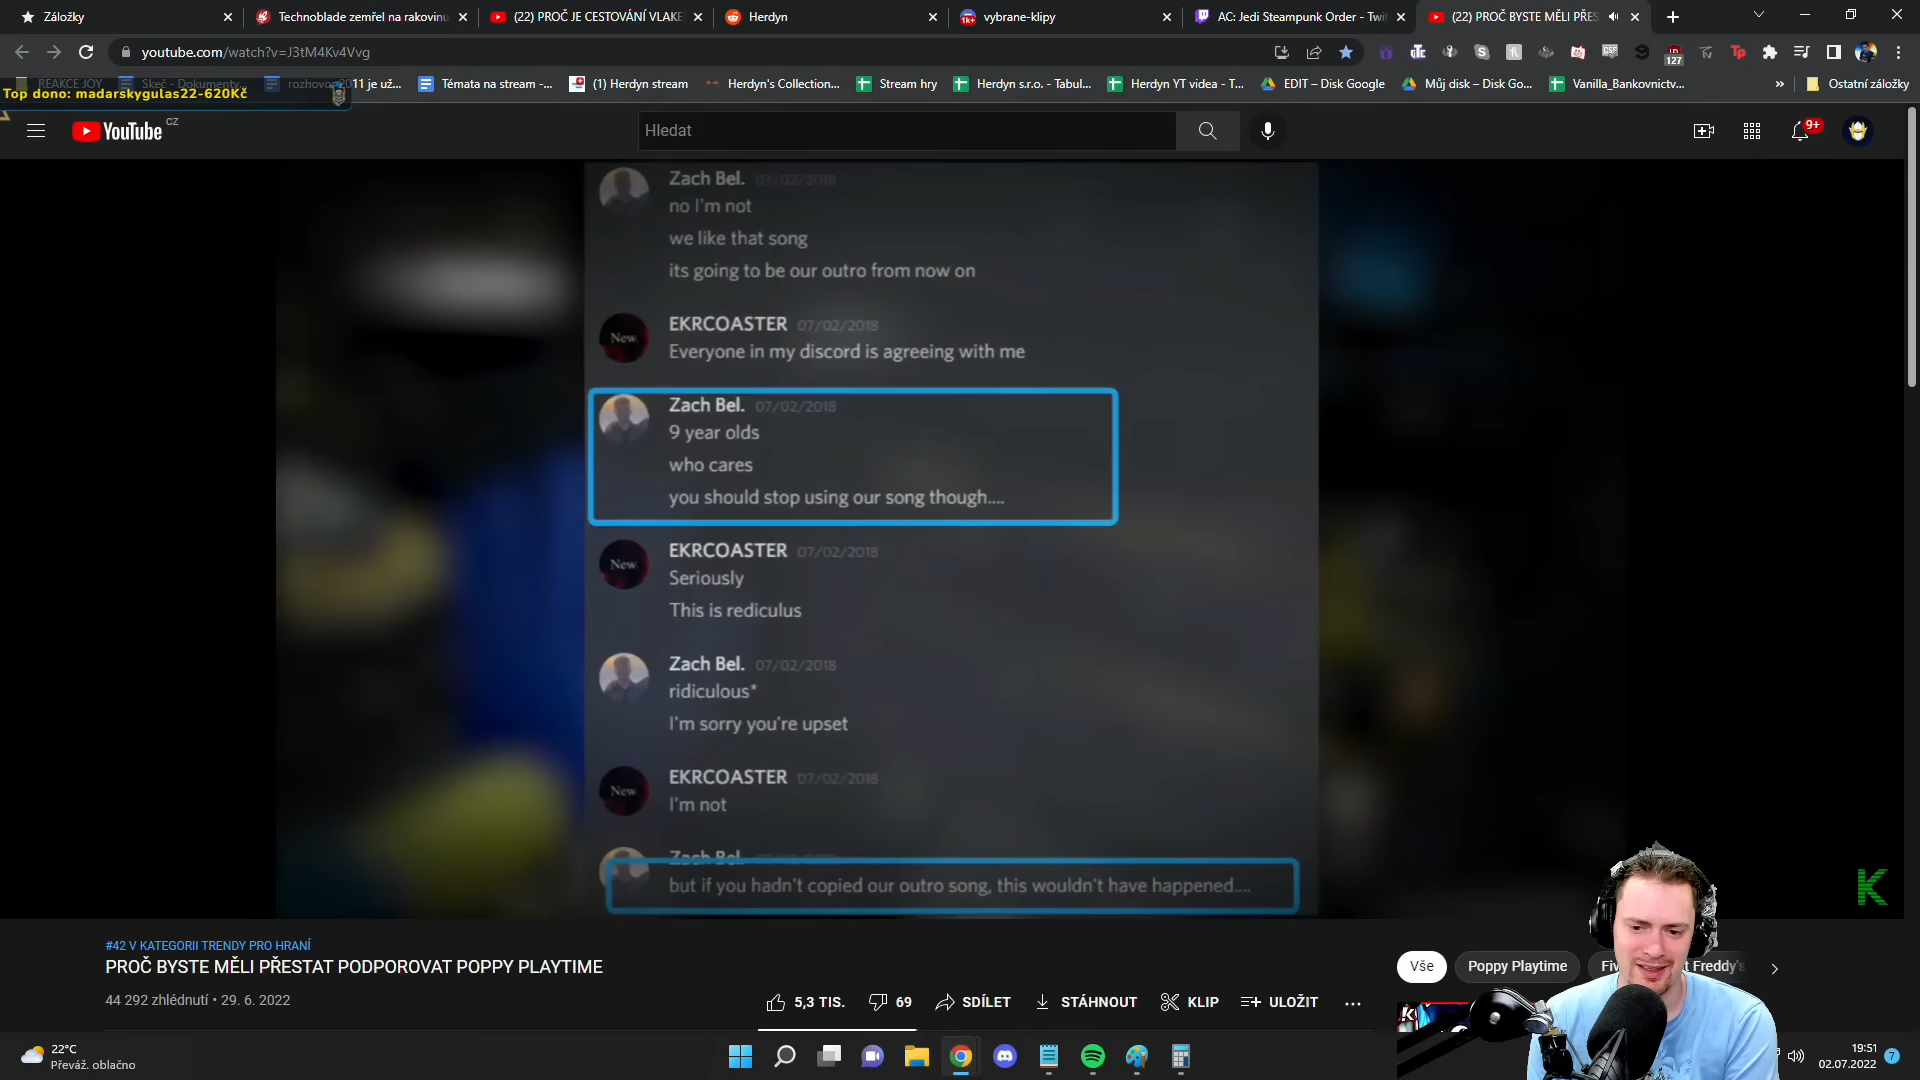 Záložky
Technoblade zemřel na rakovinu
(22) PROČ JE CESTOVÁNÍ VLAKE
Herdyn
vybrane-klipy
AC: Jedi Steampunk Order - Twit
(22) PROČ BYSTE MĚLI PŘES
youtube.com/watch?v=J3tM4Kv4Vvg
127
REAKCE JOY
Skeč - Dokumenty...
rozhovor 2011 je už...
Témata na stream -...
(1) Herdyn stream
Herdyn's Collection...
Stream hry
Herdyn s.r.o. - Tabul...
Herdyn YT videa - T...
EDIT – Disk Google
Můj disk – Disk Go...
Vanilla_Bankovnictv...
»
Ostatní záložky
Top dono: madarskygulas22-620Kč
YouTube CZ
Hledat
9+
Zach Bel. 07/02/2018
no I'm not
we like that song
its going to be our outro from now on
New
EKRCOASTER 07/02/2018
Everyone in my discord is agreeing with me
Zach Bel. 07/02/2018
9 year olds
who cares
you should stop using our song though....
New
EKRCOASTER 07/02/2018
Seriously
This is rediculus
Zach Bel. 07/02/2018
ridiculous*
I'm sorry you're upset
New
EKRCOASTER 07/02/2018
I'm not
Zach Bel.
but if you hadn't copied our outro song, this wouldn't have happened....
K
#42 V KATEGORII TRENDY PRO HRANÍ
PROČ BYSTE MĚLI PŘESTAT PODPOROVAT POPPY PLAYTIME
44 292 zhlédnutí • 29. 6. 2022
5,3 TIS.
69
SDÍLET
STÁHNOUT
KLIP
ULOŽIT
Vše
Poppy Playtime
Freddy's
22°C
Převáž. oblačno
19:51
02.07.2022
7